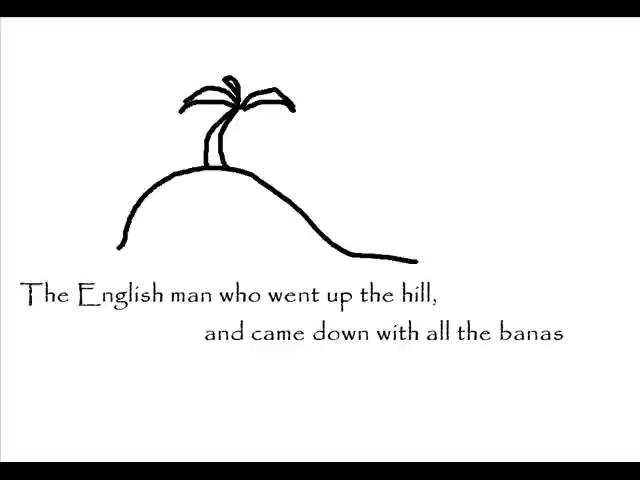 The English man who went up the hill,
and came down with all the banas